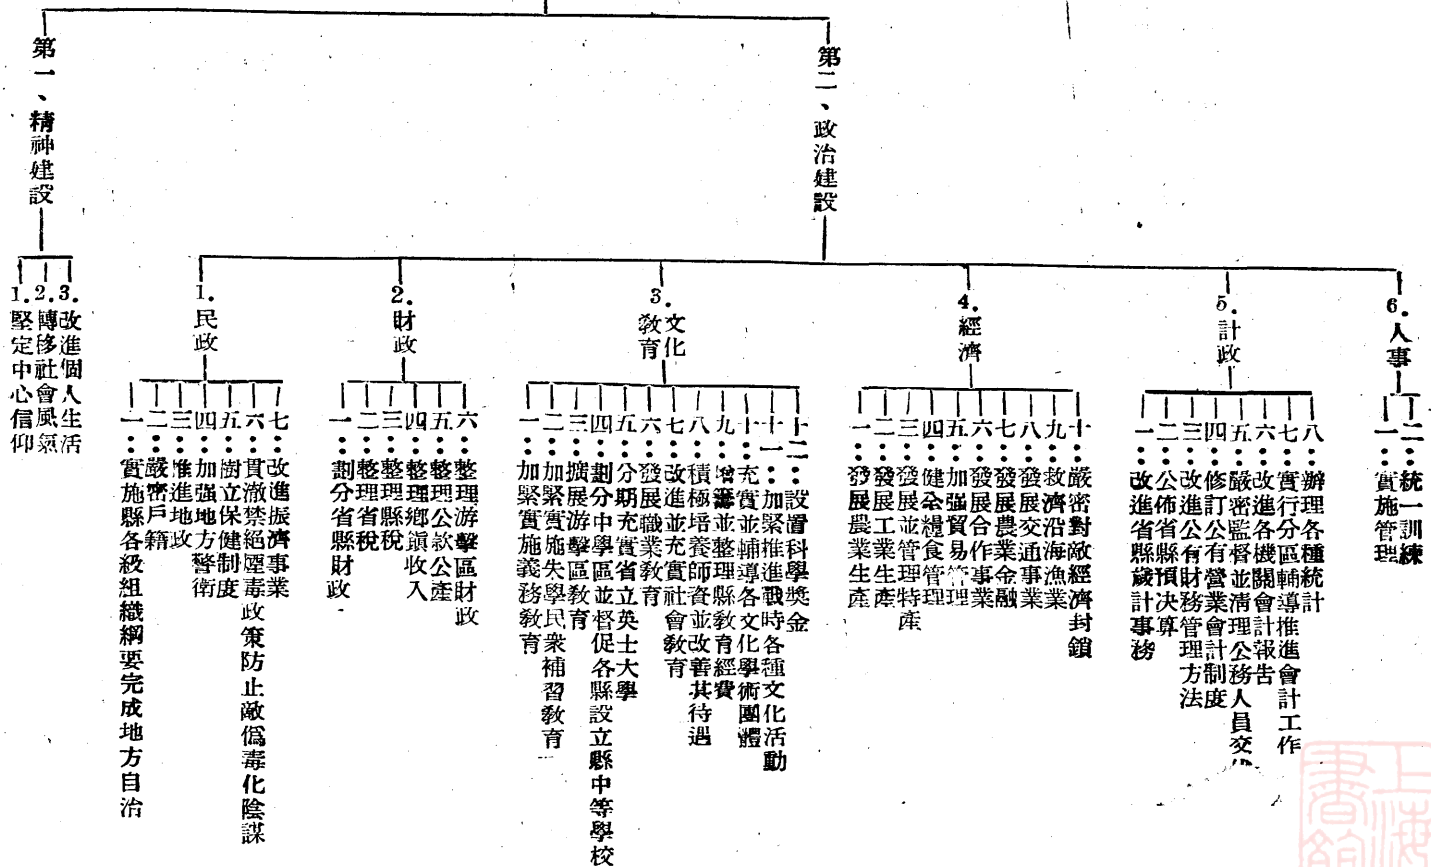 第一、精神建設
1.堅定中心信仰
2.轉移社會風氣
3.改進個人生活
第二、政治建設
1.民政
一：實施縣各級組織綱要完成地方自治
二：嚴密戶籍
三：推進地政
四：加强地方警衛
五：樹立保健制度
六：貫澈禁絕煙毒政策防止敵僞毒化陰謀
七：改進振濟事業
2.財政
一：劃分省縣財政
二：整理省稅
三：整理縣稅
四：整理鄉鎮收入
五：整理公款公產
六：整理游擊區財政
3.文化教育
一：加緊實施義務教育
二：加緊實施失學民衆補習教育
三：擴展游擊區教育
四：劃分中學區並督促各縣設立縣中等學校
五：分期充實省立英士大學
六：發展職業教育
七：改進並充實社會教育
八：積極培養師資並改善其待遇
九：增籌並整理縣教育經費
十：充實並輔導各文化學術團體
十一：加緊推進戰時各種文化活動
十二：設置科學獎金
4.經濟
一：發展農業生產
二：發展工業生產
三：發展並管理特產
四：健全糧食管理
五：加强貿易管理
六：發展合作事業
七：發展農業金融
八：發展交通事業
九：救濟沿海漁業
十：嚴密對敵經濟封鎖
5.計政
一：改進省縣歲計事務
二：公佈省縣預決算
三：改進公有財務管理方法
四：修訂公有營業會計制度
五：嚴密監督並清理公務人員交代
六：改進各機關會計報告
七：實行分區輔導推進會計工作
八：辦理各種統計
6.人事
一：實施管理
二：統一訓練
上海
書館